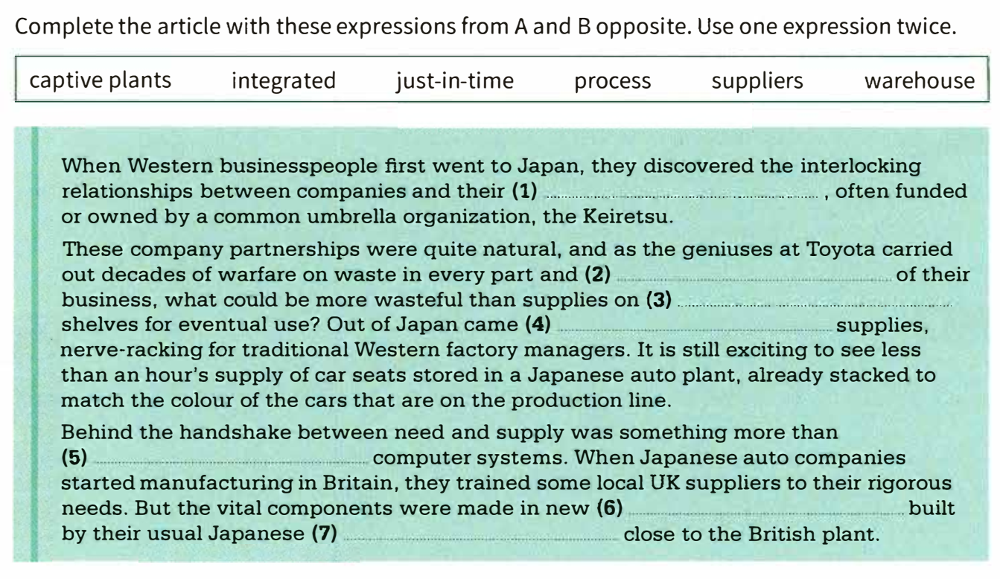 Complete the article with these expressions from A and B opposite. Use one expression twice.
captive plants integrated just-in-time process suppliers warehouse
When Western businesspeople first went to Japan, they discovered the interlocking
relationships between companies and their (1) ........................................ , often funded
or owned by a common umbrella organization, the Keiretsu.
These company partnerships were quite natural, and as the geniuses at Toyota carried
out decades of warfare on waste in every part and (2) ........................................ of their
business, what could be more wasteful than supplies on (3) ........................................
shelves for eventual use? Out of Japan came (4) ........................................ supplies,
nerve-racking for traditional Western factory managers. It is still exciting to see less
than an hour's supply of car seats stored in a Japanese auto plant, already stacked to
match the colour of the cars that are on the production line.
Behind the handshake between need and supply was something more than
(5) ........................................ computer systems. When Japanese auto companies
started manufacturing in Britain, they trained some local UK suppliers to their rigorous
needs. But the vital components were made in new (6) ........................................ built
by their usual Japanese (7) ........................................ close to the British plant.